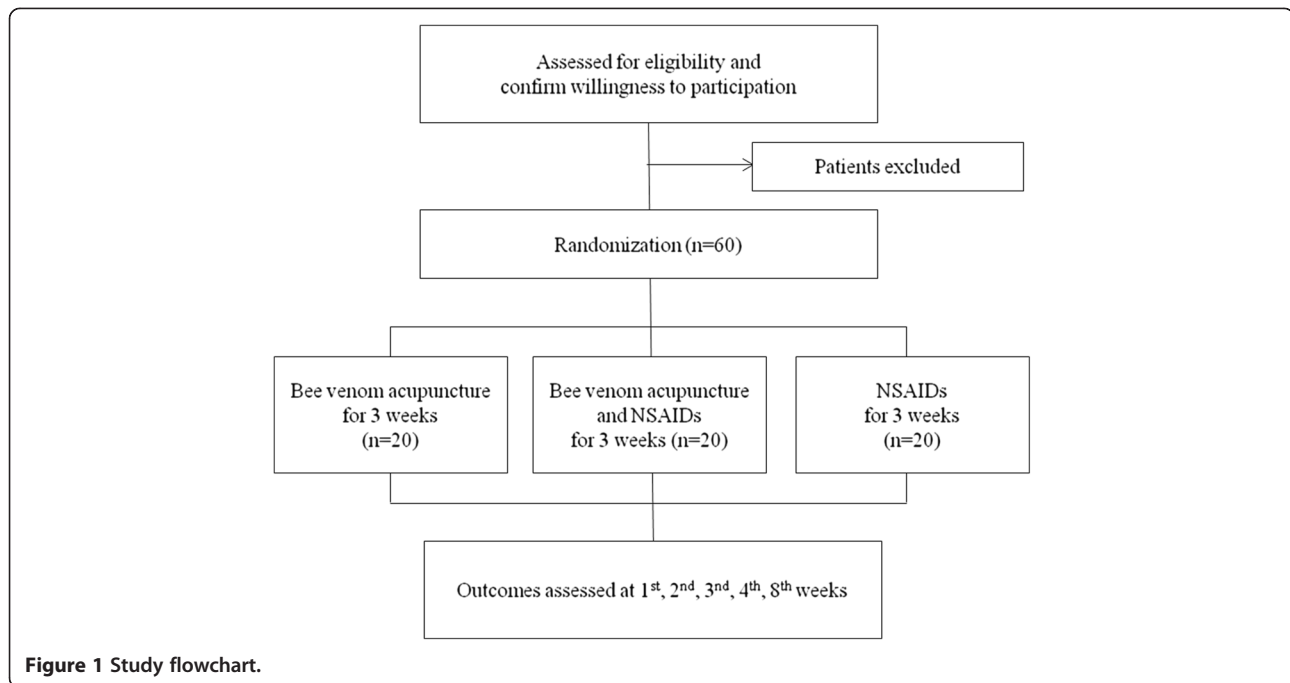 Assessed for eligibility and
confirm willingness to participation
Patients excluded
Randomization (n=60)
Bee venom acupuncture
for 3 weeks
(n=20)
Bee venom acupuncture
and NSAIDs
for 3 weeks (n=20)
NSAIDs
for 3 weeks
(n=20)
Outcomes assessed at 1st, 2nd, 3nd, 4th, 8th weeks
Figure 1 Study flowchart.